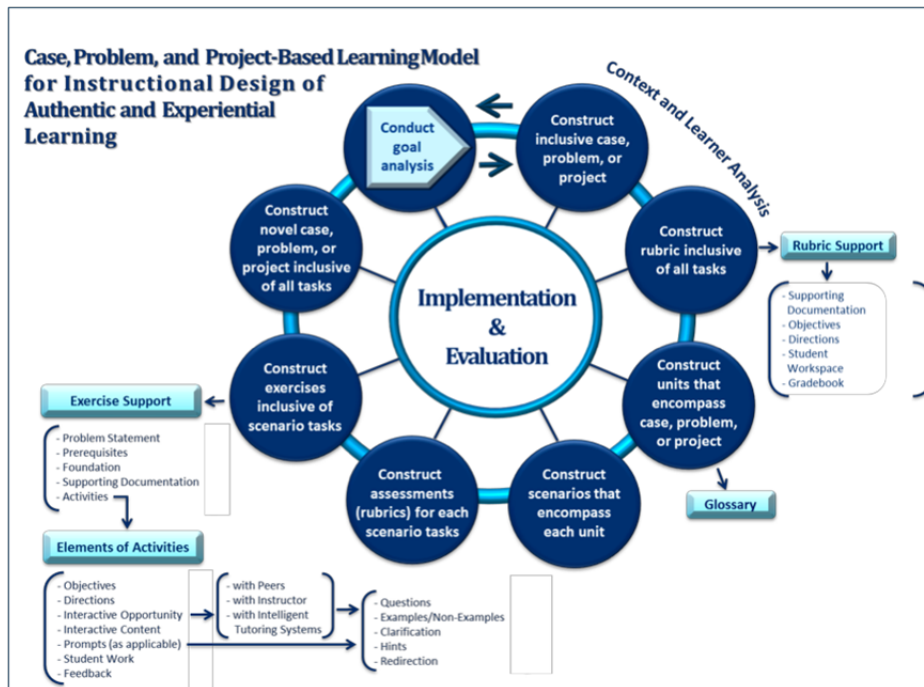 Case, Problem, and Project-Based Learning Model
for Instructional Design of
Authentic and Experiential
Learning
Context and Learner Analysis
Conduct
goal
analysis
Construct
inclusive case,
problem, or
project
Construct
rubric inclusive
of all tasks
Rubric Support
- Supporting
Documentation
- Objectives
- Directions
- Student
Workspace
- Gradebook
Construct
units that
encompass
case, problem,
or project
Glossary
Construct
scenarios that
encompass
each unit
Construct
assessments
(rubrics) for each
scenario tasks
Construct
exercises
inclusive of
scenario tasks
Construct
novel case,
problem, or
project inclusive
of all tasks
Implementation
&
Evaluation
Exercise Support
- Problem Statement
- Prerequisites
- Foundation
- Supporting Documentation
- Activities
Elements of Activities
- Objectives
- Directions
- Interactive Opportunity
- Interactive Content
- Prompts (as applicable)
- Student Work
- Feedback
- with Peers
- with Instructor
- with Intelligent
Tutoring Systems
- Questions
- Examples/Non-Examples
- Clarification
- Hints
- Redirection